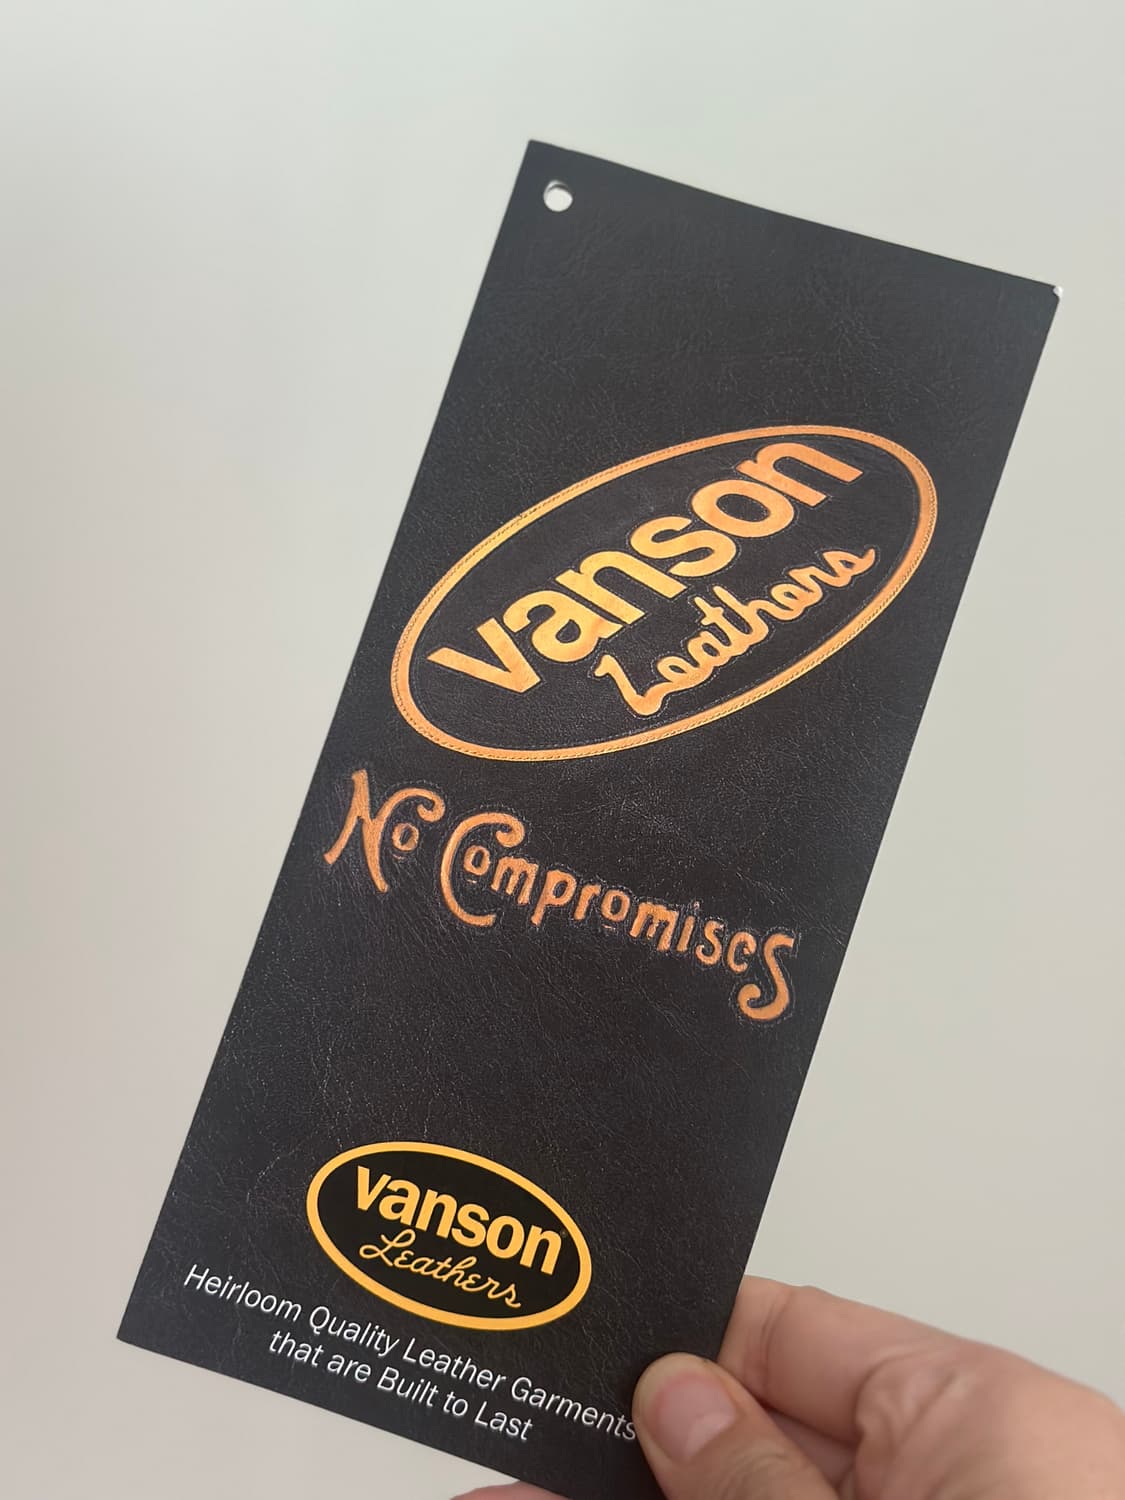 vanson
Leathers
No Compromises
vanson
Leathers
Heirloom Quality Leather Garments
that are Built to Last